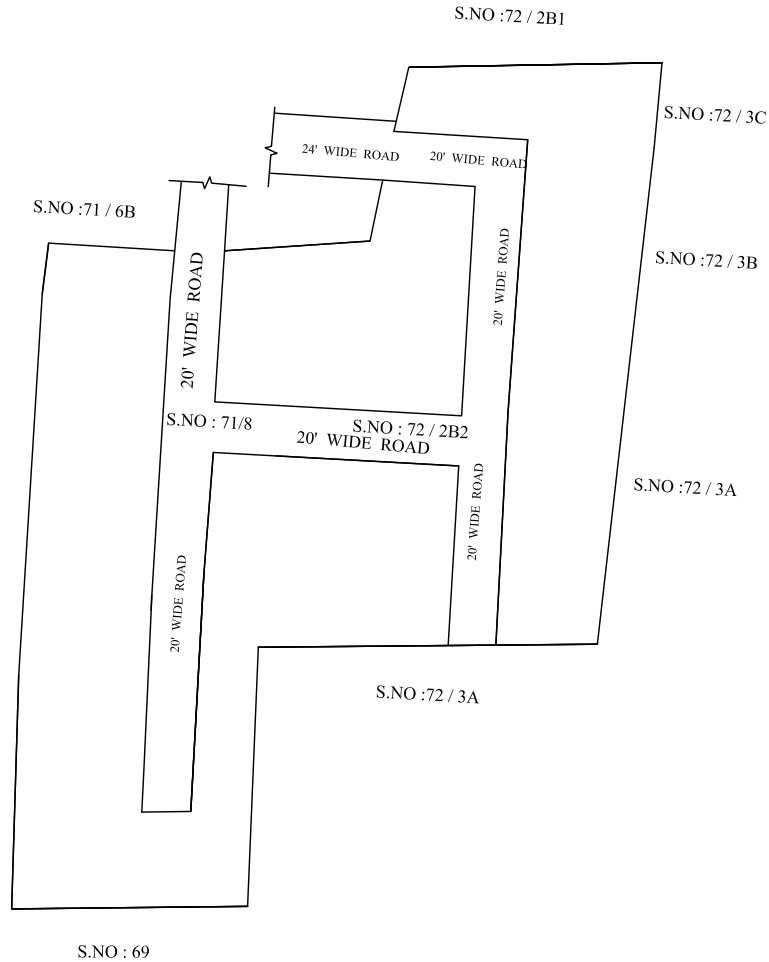 S.NO :72 / 2B1
S.NO :72 / 3C
24' WIDE ROAD
20' WIDE ROAD
S.NO :71 / 6B
S.NO :72 / 3B
20' WIDE ROAD
20' WIDE ROAD
S.NO : 71/8
S.NO : 72 / 2B2
20' WIDE ROAD
S.NO :72 / 3A
20' WIDE ROAD
20' WIDE ROAD
S.NO :72 / 3A
S.NO : 69